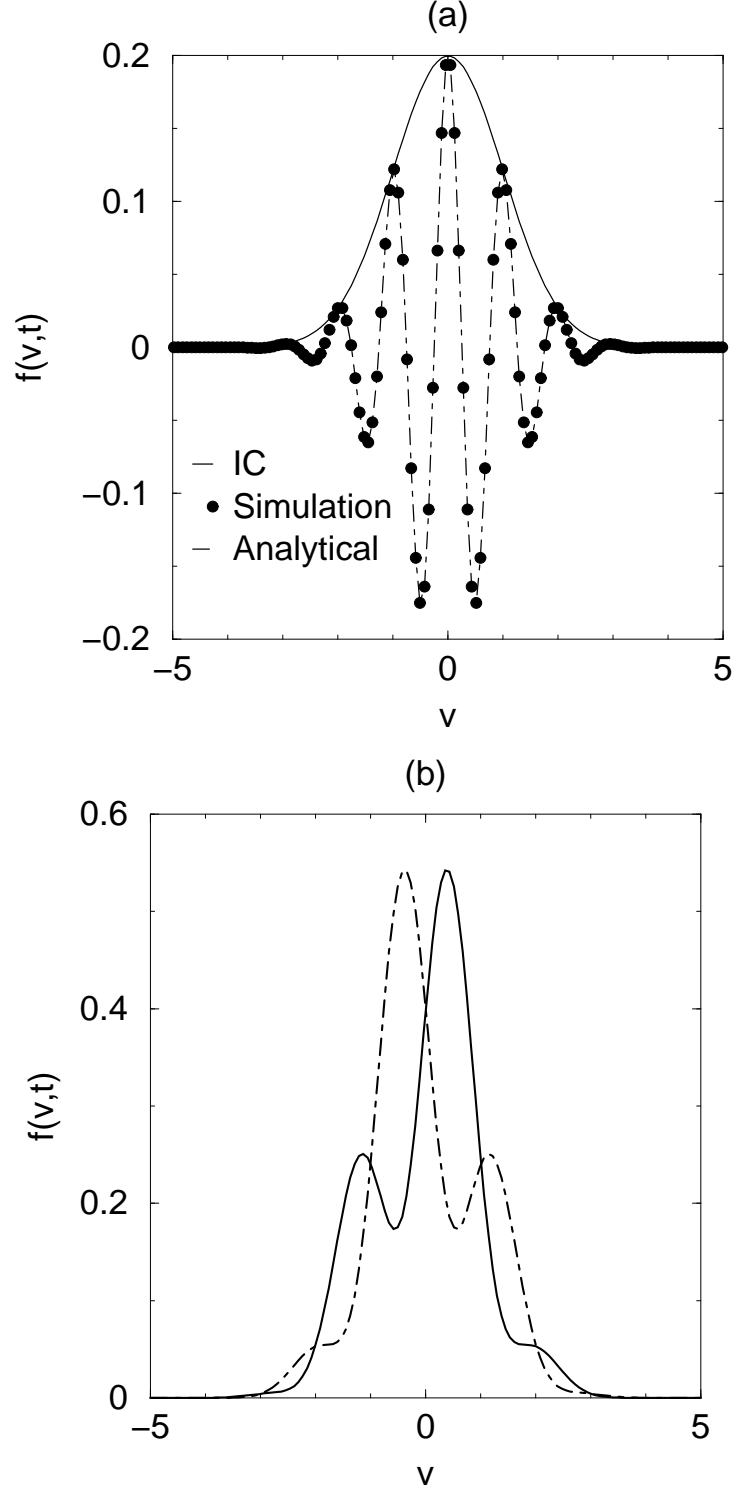 (a)
0.2
0.1
0
−0.1
−0.2
f(v,t)
IC
Simulation
Analytical
−5 0 5
v
(b)
0.6
0.4
0.2
0
f(v,t)
−5 0 5
v